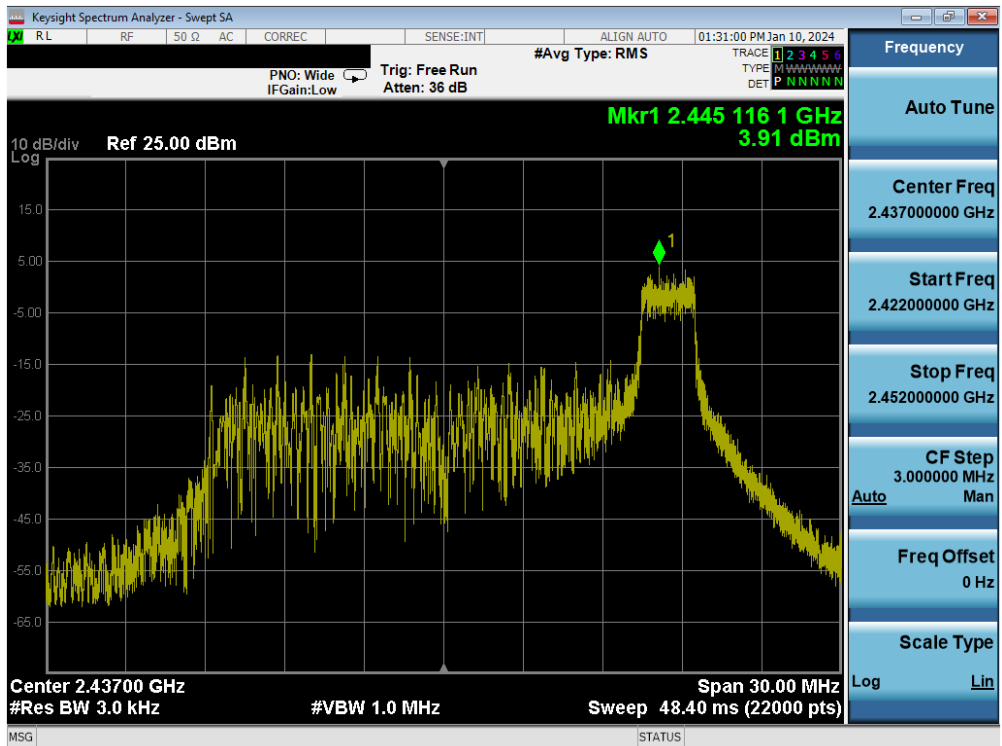 Keysight Spectrum Analyzer - Swept SA
LXI RL RF 50 Ω AC CORREC SENSE:INT ALIGN AUTO 01:31:00 PM Jan 10, 2024
#Avg Type: RMS
TRACE 1 2 3 4 5 6
PNO: Wide Trig: Free Run
TYPE M W W W W W
IFGain:Low Atten: 36 dB
DET P N N N N N
Mkr1 2.445 116 1 GHz
3.91 dBm
10 dB/div Ref 25.00 dBm
Log
1
15.0
5.00
-5.00
-15.0
-25.0
-35.0
-45.0
-55.0
-65.0
Center 2.43700 GHz Span 30.00 MHz
#Res BW 3.0 kHz #VBW 1.0 MHz Sweep 48.40 ms (22000 pts)
MSG STATUS
Frequency
Auto Tune
Center Freq
2.437000000 GHz
Start Freq
2.422000000 GHz
Stop Freq
2.452000000 GHz
CF Step
3.000000 MHz
Auto Man
Freq Offset
0 Hz
Scale Type
Log Lin